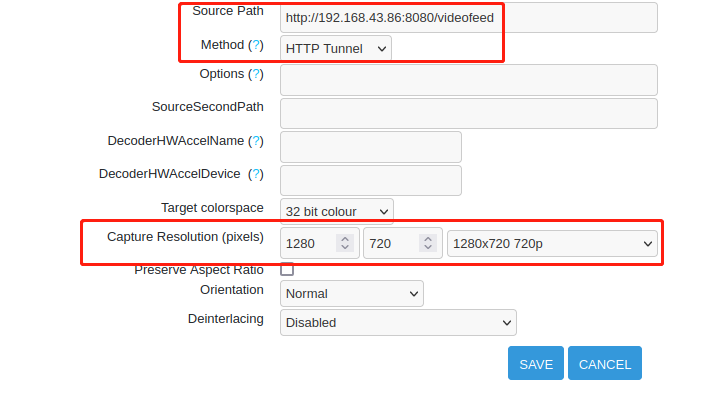 Source Path http://192.168.43.86:8080/videofeed
Method (?) HTTP Tunnel
Options (?)
SourceSecondPath
DecoderHWAccelName (?)
DecoderHWAccelDevice (?)
Target colorspace 32 bit colour
Capture Resolution (pixels) 1280 720 1280x720 720p
Preserve Aspect Ratio
Orientation Normal
Deinterlacing Disabled
SAVE CANCEL